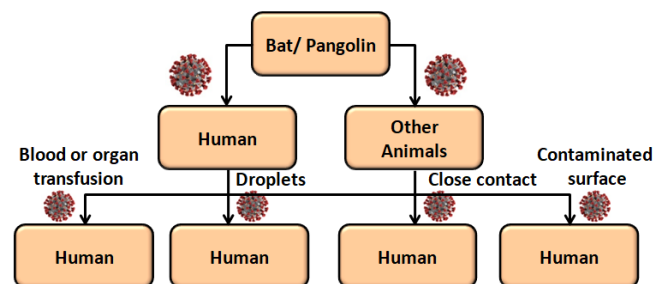 Bat/ Pangolin
Human
Other
Animals
Blood or organ
transfusion
Droplets
Close contact
Contaminated
surface
Human
Human
Human
Human